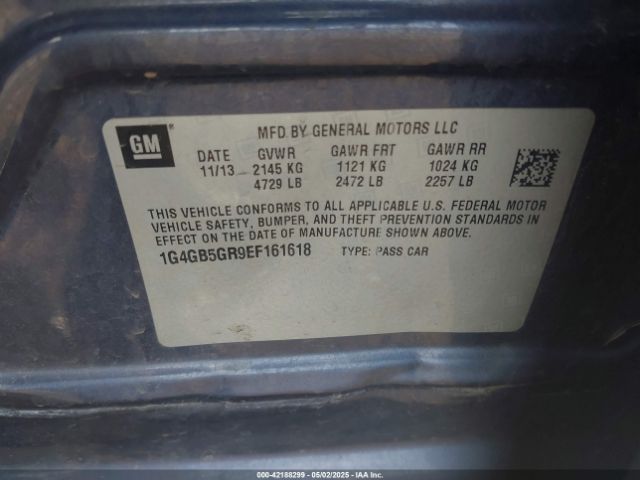 GM®
MFD. BY GENERAL MOTORS LLC
DATE GVWR GAWR FRT GAWR RR
11/13 2145 KG 1121 KG 1024 KG
4729 LB 2472 LB 2257 LB
THIS VEHICLE CONFORMS TO ALL APPLICABLE U.S. FEDERAL MOTOR
VEHICLE SAFETY, BUMPER, AND THEFT PREVENTION STANDARDS IN
EFFECT ON THE DATE OF MANUFACTURE SHOWN ABOVE.
1G4GB5GR9EF161618 TYPE: PASS CAR
000-42188299 - 05/02/2025 - IAA Inc.